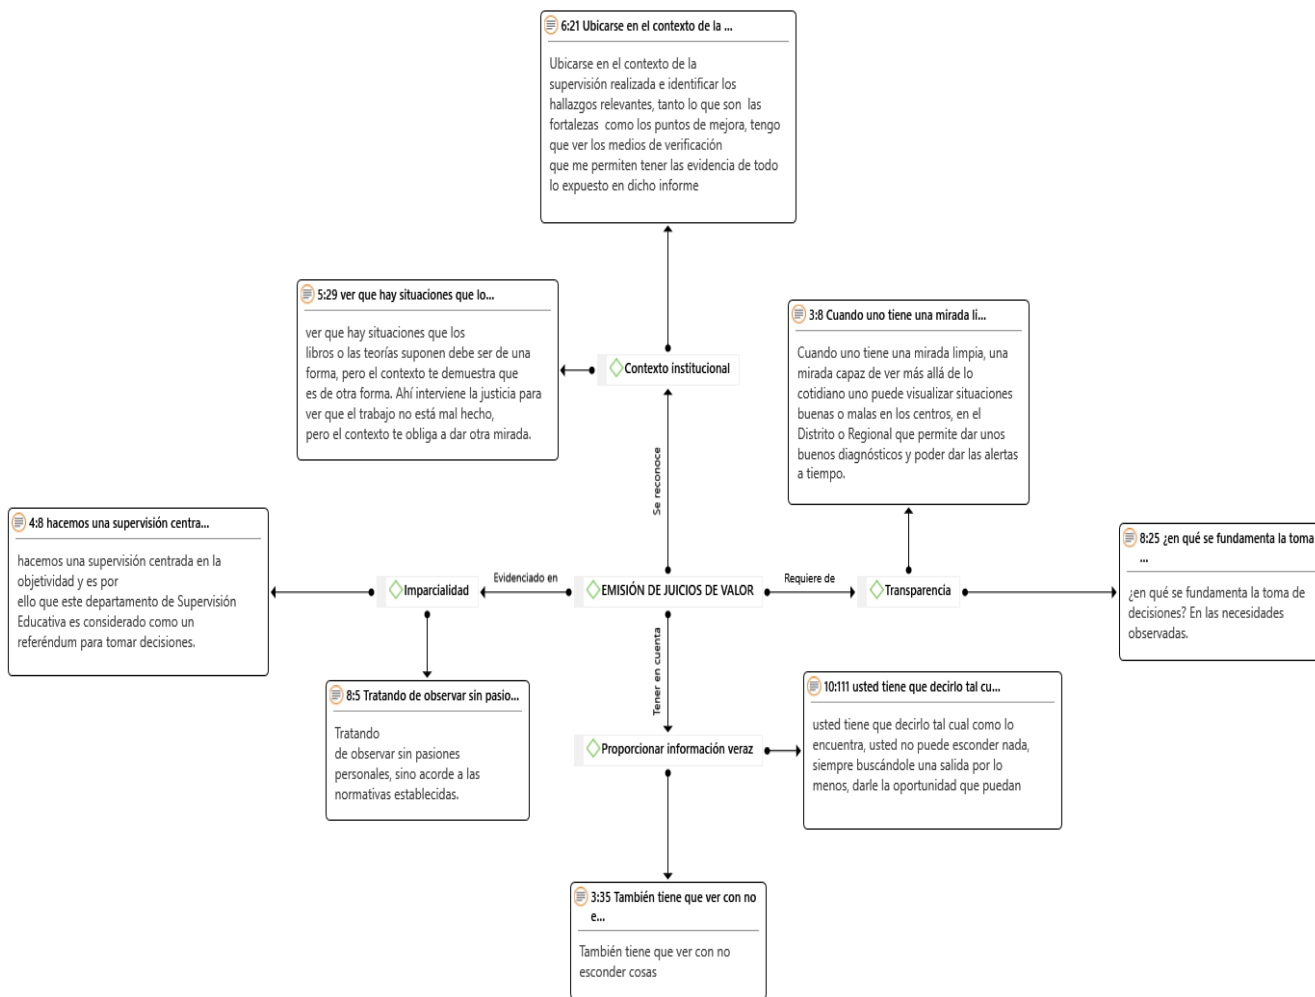 6:21 Ubicarse en el contexto de la ...
Ubicarse en el contexto de la
supervisión realizada e identificar los
hallazgos relevantes, tanto lo que son las
fortalezas como los puntos de mejora, tengo
que ver los medios de verificación
que me permiten tener las evidencia de todo
lo expuesto en dicho informe
5:29 ver que hay situaciones que lo...
ver que hay situaciones que los
libros o las teorías suponen debe ser de una
forma, pero el contexto te demuestra que
es de otra forma. Ahí interviene la justicia para
ver que el trabajo no está mal hecho,
pero el contexto te obliga a dar otra mirada.
Contexto institucional
3:8 Cuando uno tiene una mirada li...
Cuando uno tiene una mirada limpia, una
mirada capaz de ver más allá de lo
cotidiano uno puede visualizar situaciones
buenas o malas en los centros, en el
Distrito o Regional que permite dar unos
buenos diagnósticos y poder dar las alertas
a tiempo.
Se reconoce
4:8 hacemos una supervisión centra...
hacemos una supervisión centrada en la
objetividad y es por
ello que este departamento de Supervisión
Educativa es considerado como un
referéndum para tomar decisiones.
Imparcialidad
Evidenciado en
EMISIÓN DE JUICIOS DE VALOR
Requiere de
Transparencia
8:25 ¿en qué se fundamenta la toma
...
¿en qué se fundamenta la toma de
decisiones? En las necesidades
observadas.
Tener en cuenta
8:5 Tratando de observar sin pasio...
Tratando
de observar sin pasiones
personales, sino acorde a las
normativas establecidas.
Proporcionar información veraz
10:111 usted tiene que decirlo tal cu...
usted tiene que decirlo tal cual como lo
encuentra, usted no puede esconder nada,
siempre buscándole una salida por lo
menos, darle la oportunidad que puedan
3:35 También tiene que ver con no
e...
También tiene que ver con no
esconder cosas